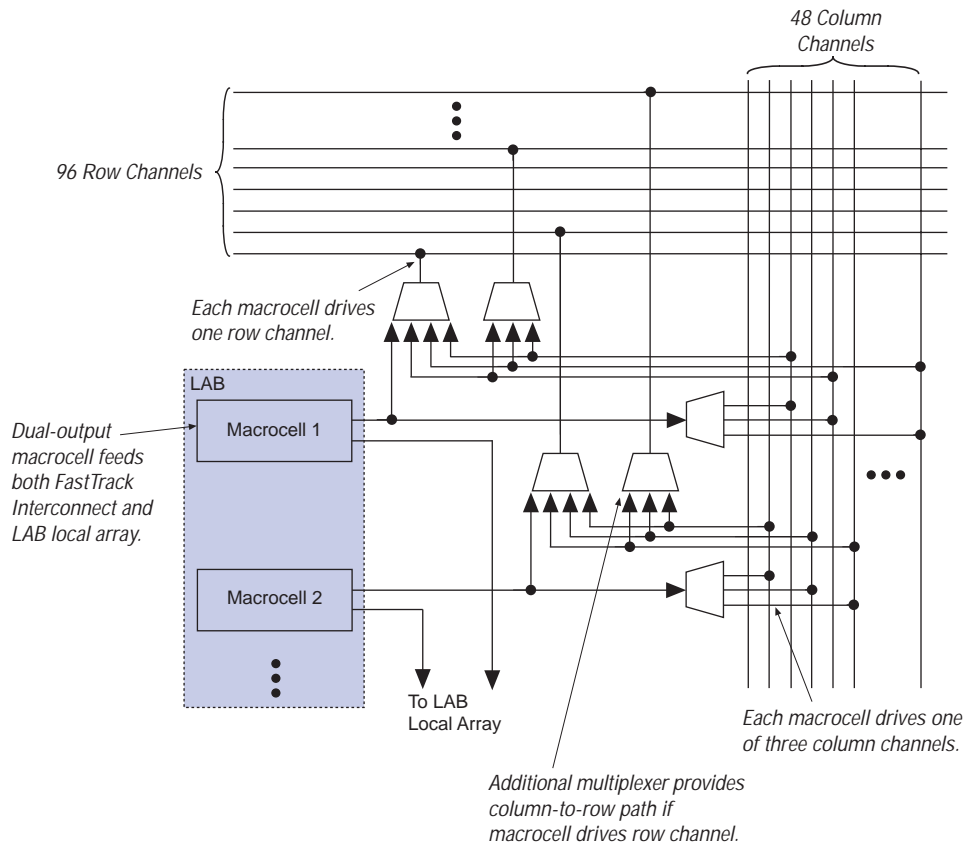 48 Column
Channels
96 Row Channels
Each macrocell drives
one row channel.
LAB
Macrocell 1
Dual-output
macrocell feeds
both FastTrack
Interconnect and
LAB local array.
Macrocell 2
To LAB
Local Array
Each macrocell drives one
of three column channels.
Additional multiplexer provides
column-to-row path if
macrocell drives row channel.